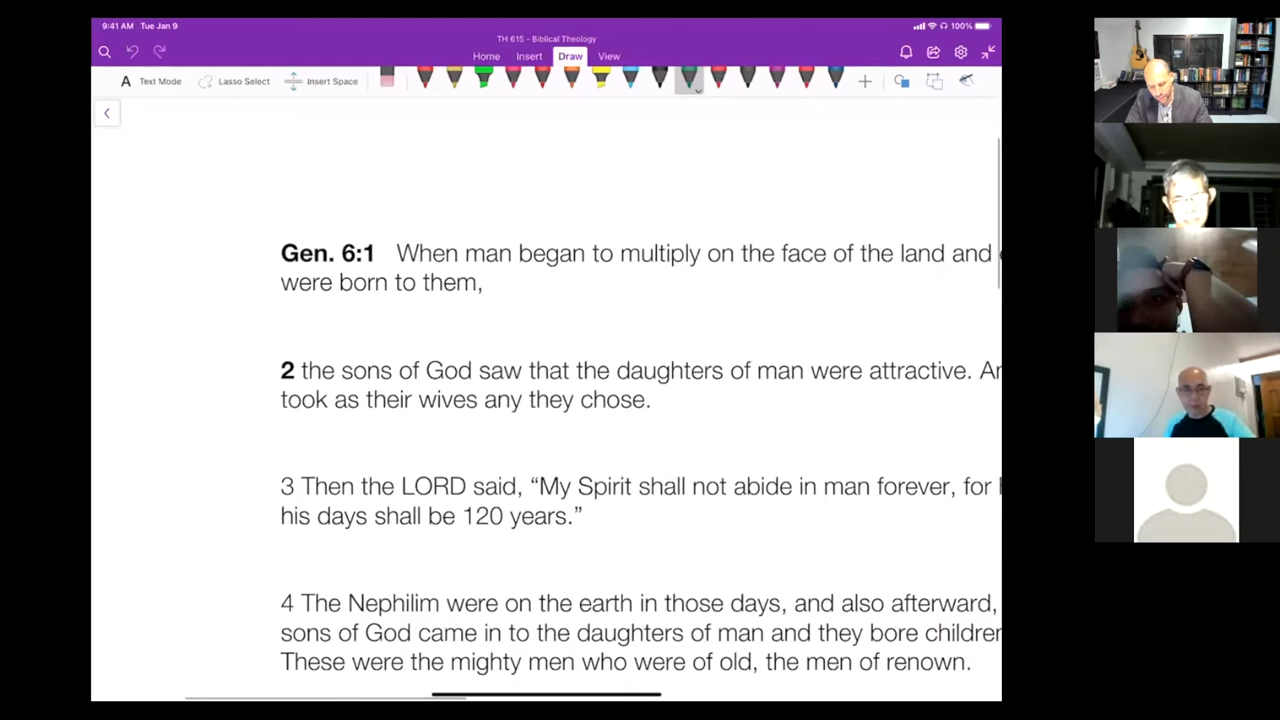 9:41 AM Tue Jan 9
100%
TH 615 - Biblical Theology
Home Insert Draw View
Text Mode Lasso Select Insert Space
Gen. 6:1 When man began to multiply on the face of the land and
were born to them,
2 the sons of God saw that the daughters of man were attractive.
took as their wives any they chose.
3 Then the LORD said, “My Spirit shall not abide in man forever, for
his days shall be 120 years.”
4 The Nephilim were on the earth in those days, and also afterward,
sons of God came in to the daughters of man and they bore
These were the mighty men who were of old, the men of renown.